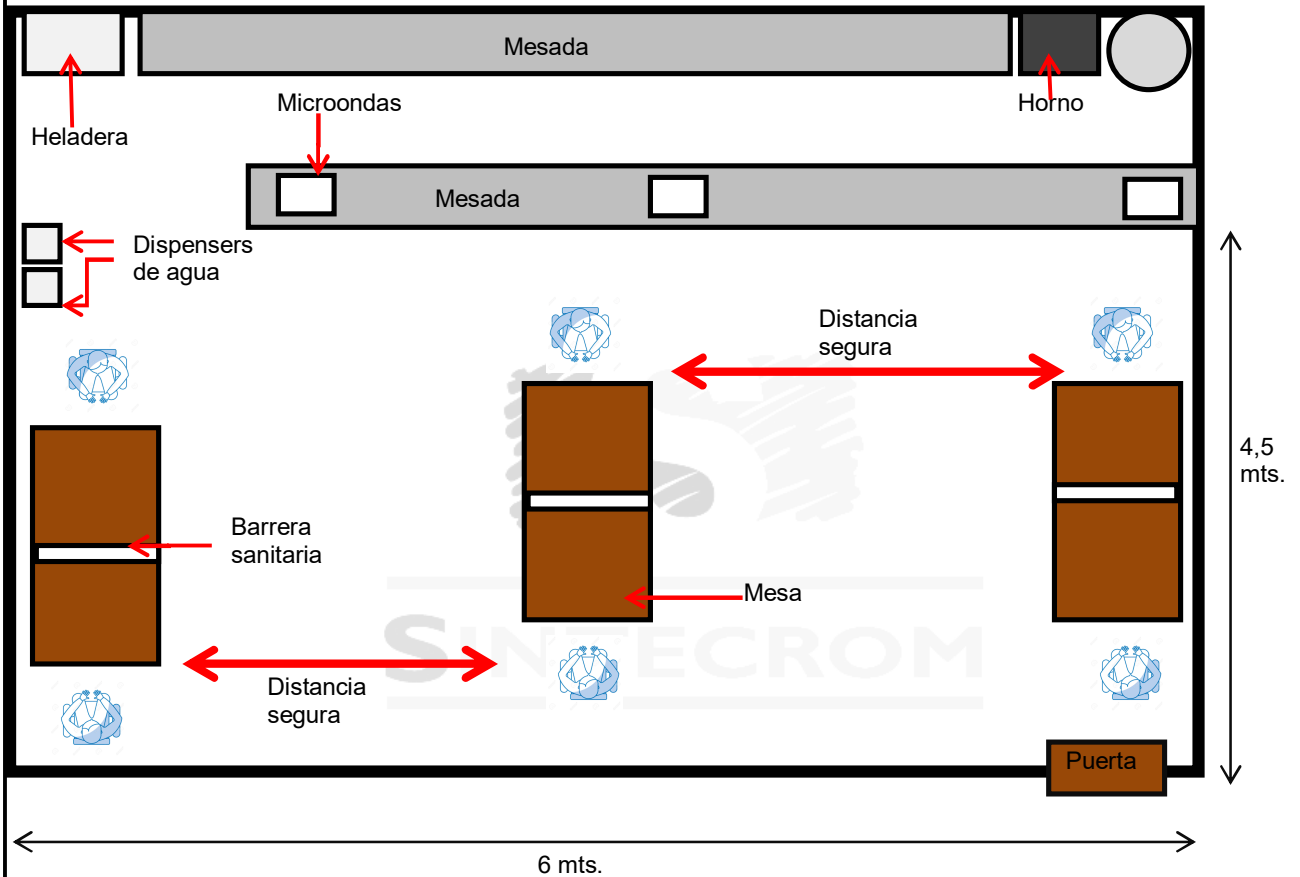 Mesada
Microondas
Horno
Heladera
Mesada
Dispensers
de agua
Distancia
segura
4,5
mts.
Barrera
sanitaria
Mesa
SINTECROM
Distancia
segura
Puerta
6 mts.